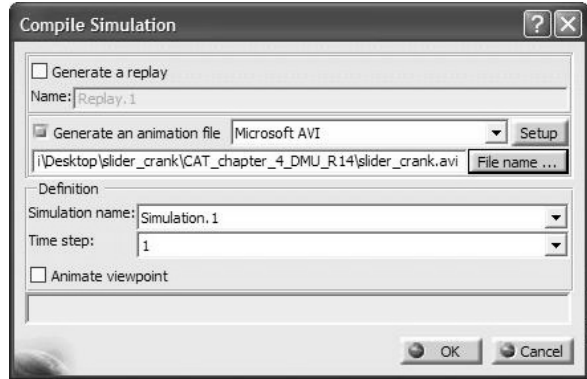 Compile Simulation
Generate a replay
Name: Replay.1
Generate an animation file Microsoft AVI Setup
i\Desktop\slider_crank\CAT_chapter_4_DMU_R14\slider_crank.avi File name ...
Definition
Simulation name: Simulation.1
Time step: 1
Animate viewpoint
OK Cancel